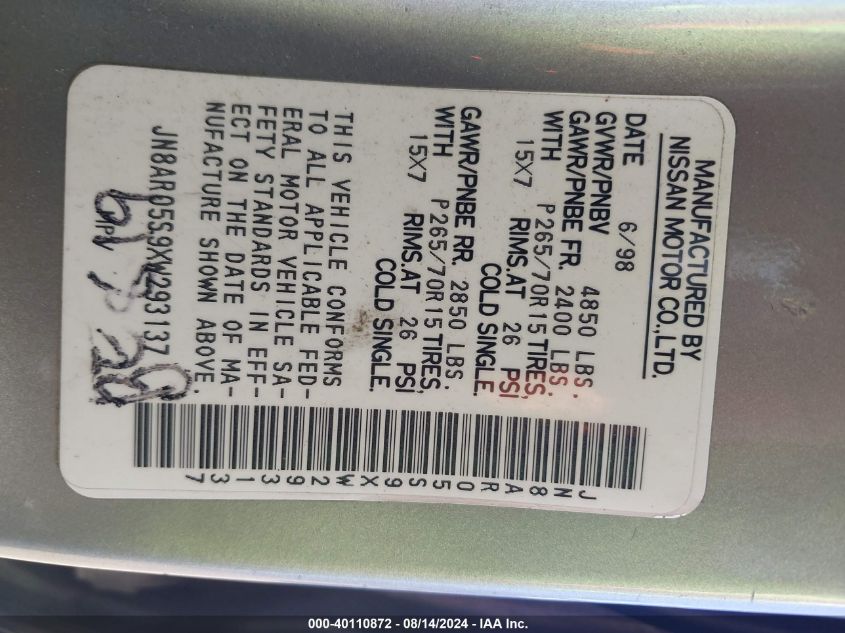 MANUFACTURED BY
NISSAN MOTOR CO.,LTD.
DATE 6/98
GVWR/PNBV 4850 LBS.
GAWR/PNBE FR. 2400 LBS.
WITH P265/70R15 TIRES,
15X7 RIMS.AT 26 PSI
COLD SINGLE.
GAWR/PNBE RR. 2850 LBS.
WITH P265/70R15 TIRES,
15X7 RIMS.AT 26 PSI
COLD SINGLE.
THIS VEHICLE CONFORMS
TO ALL APPLICABLE FED-
ERAL MOTOR VEHICLE SA-
FETY STANDARDS IN EFF-
ECT ON THE DATE OF MA-
NUFACTURE SHOWN ABOVE.
JN8AR05S9XW293137
MPV
JN8AR05S9XW293137
000-40110872 - 08/14/2024 - IAA Inc.